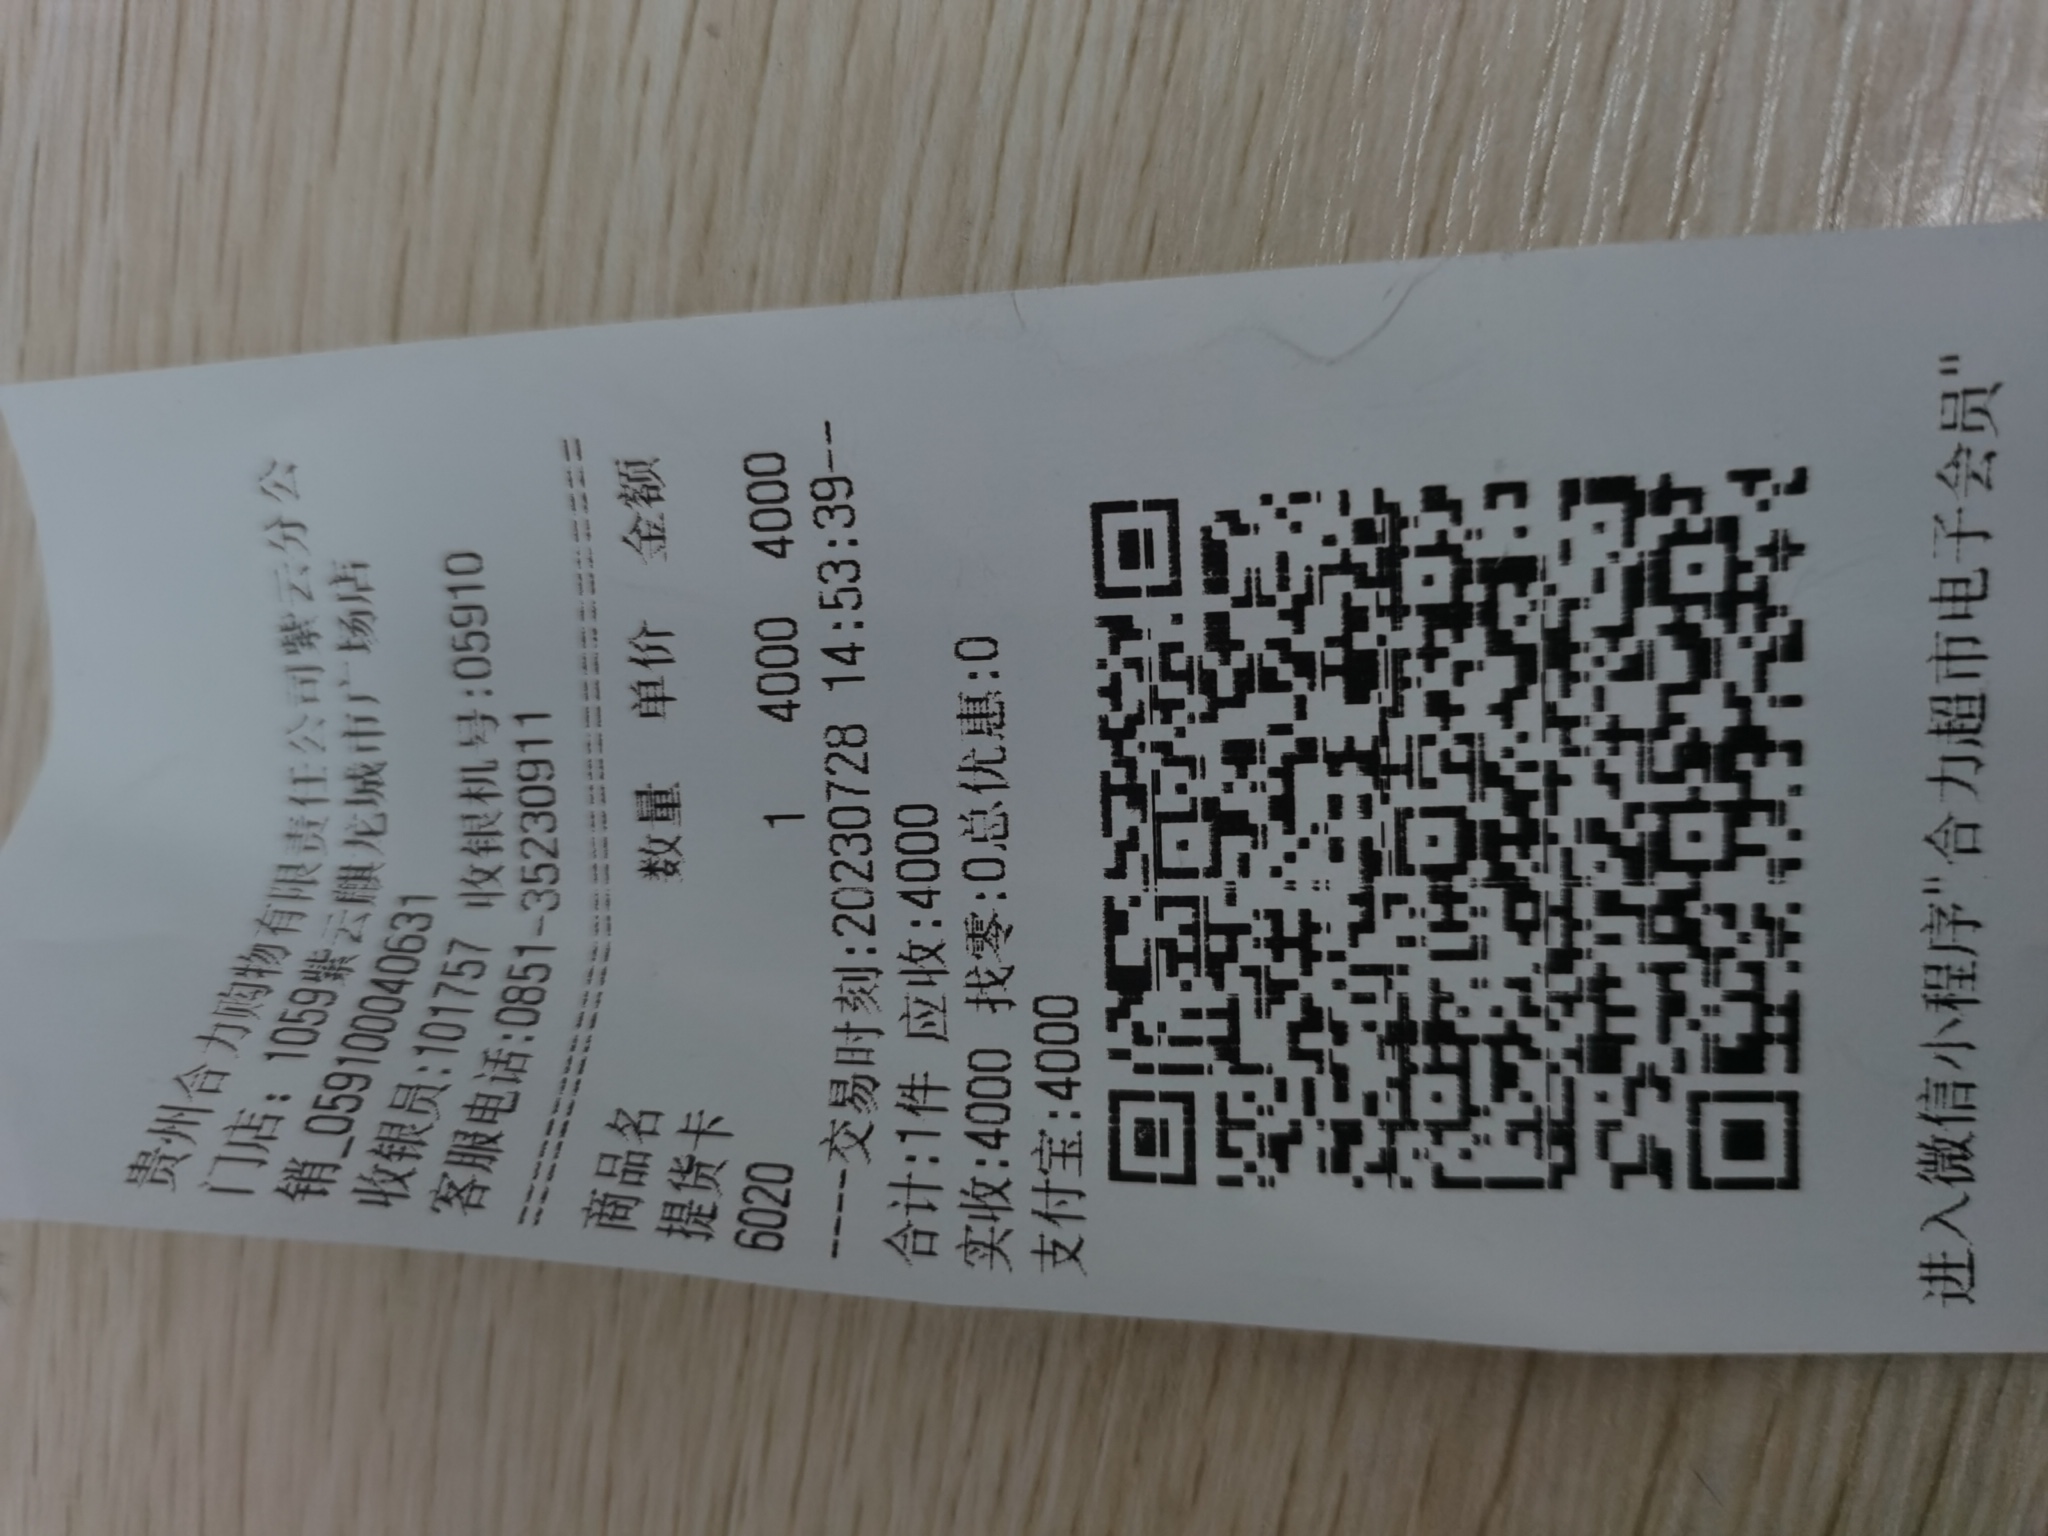 贵州合力购物有限责任公司紫云分公
门店: 1059紫云麒龙城市广场店
销_059100040631
收银员:101757 收银机号:05910
客服电话:0851-35230911
==========================================
商品名 数量 单价 金额
提货卡
6020 1 4000 4000
----交易时刻:20230728 14:53:39--
合计:1件 应收:4000
实收:4000 找零:0总优惠:0
支付宝:4000
进入微信小程序"合力超市电子会员"